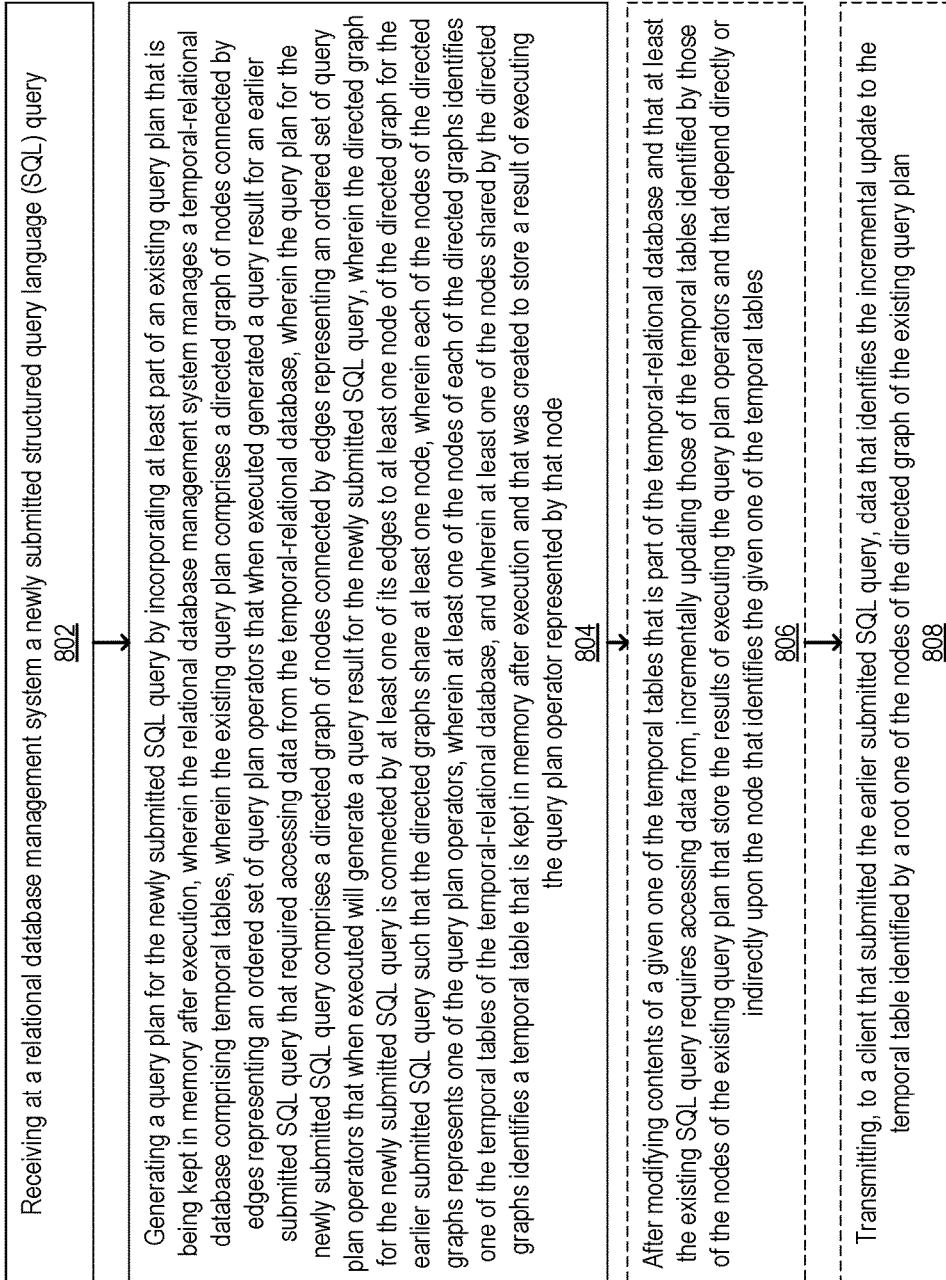 Receiving at a relational database management system a newly submitted structured query language (SQL) query
802
Generating a query plan for the newly submitted SQL query by incorporating at least part of an existing query plan that is
being kept in memory after execution, wherein the relational database management system manages a temporal-relational
database comprising temporal tables, wherein the existing query plan comprises a directed graph of nodes connected by
edges representing an ordered set of query plan operators that when executed generated a query result for an earlier
submitted SQL query that required accessing data from the temporal-relational database, wherein the query plan for the
newly submitted SQL query comprises a directed graph of nodes connected by edges representing an ordered set of query
plan operators that when executed will generate a query result for the newly submitted SQL query, wherein the directed graph
for the newly submitted SQL query is connected by at least one of its edges to at least one node of the directed graph for the
earlier submitted SQL query such that the directed graphs share at least one node, wherein each of the nodes of the directed
graphs represents one of the query plan operators, wherein at least one of the nodes of each of the directed graphs identifies
one of the temporal tables of the temporal-relational database, and wherein at least one of the nodes shared by the directed
graphs identifies a temporal table that is kept in memory after execution and that was created to store a result of executing
the query plan operator represented by that node
804
After modifying contents of a given one of the temporal tables that is part of the temporal-relational database and that at least
the existing SQL query requires accessing data from, incrementally updating those of the temporal tables identified by those
of the nodes of the existing query plan that store the results of executing the query plan operators and that depend directly or
indirectly upon the node that identifies the given one of the temporal tables
806
Transmitting, to a client that submitted the earlier submitted SQL query, data that identifies the incremental update to the
temporal table identified by a root one of the nodes of the directed graph of the existing query plan
808